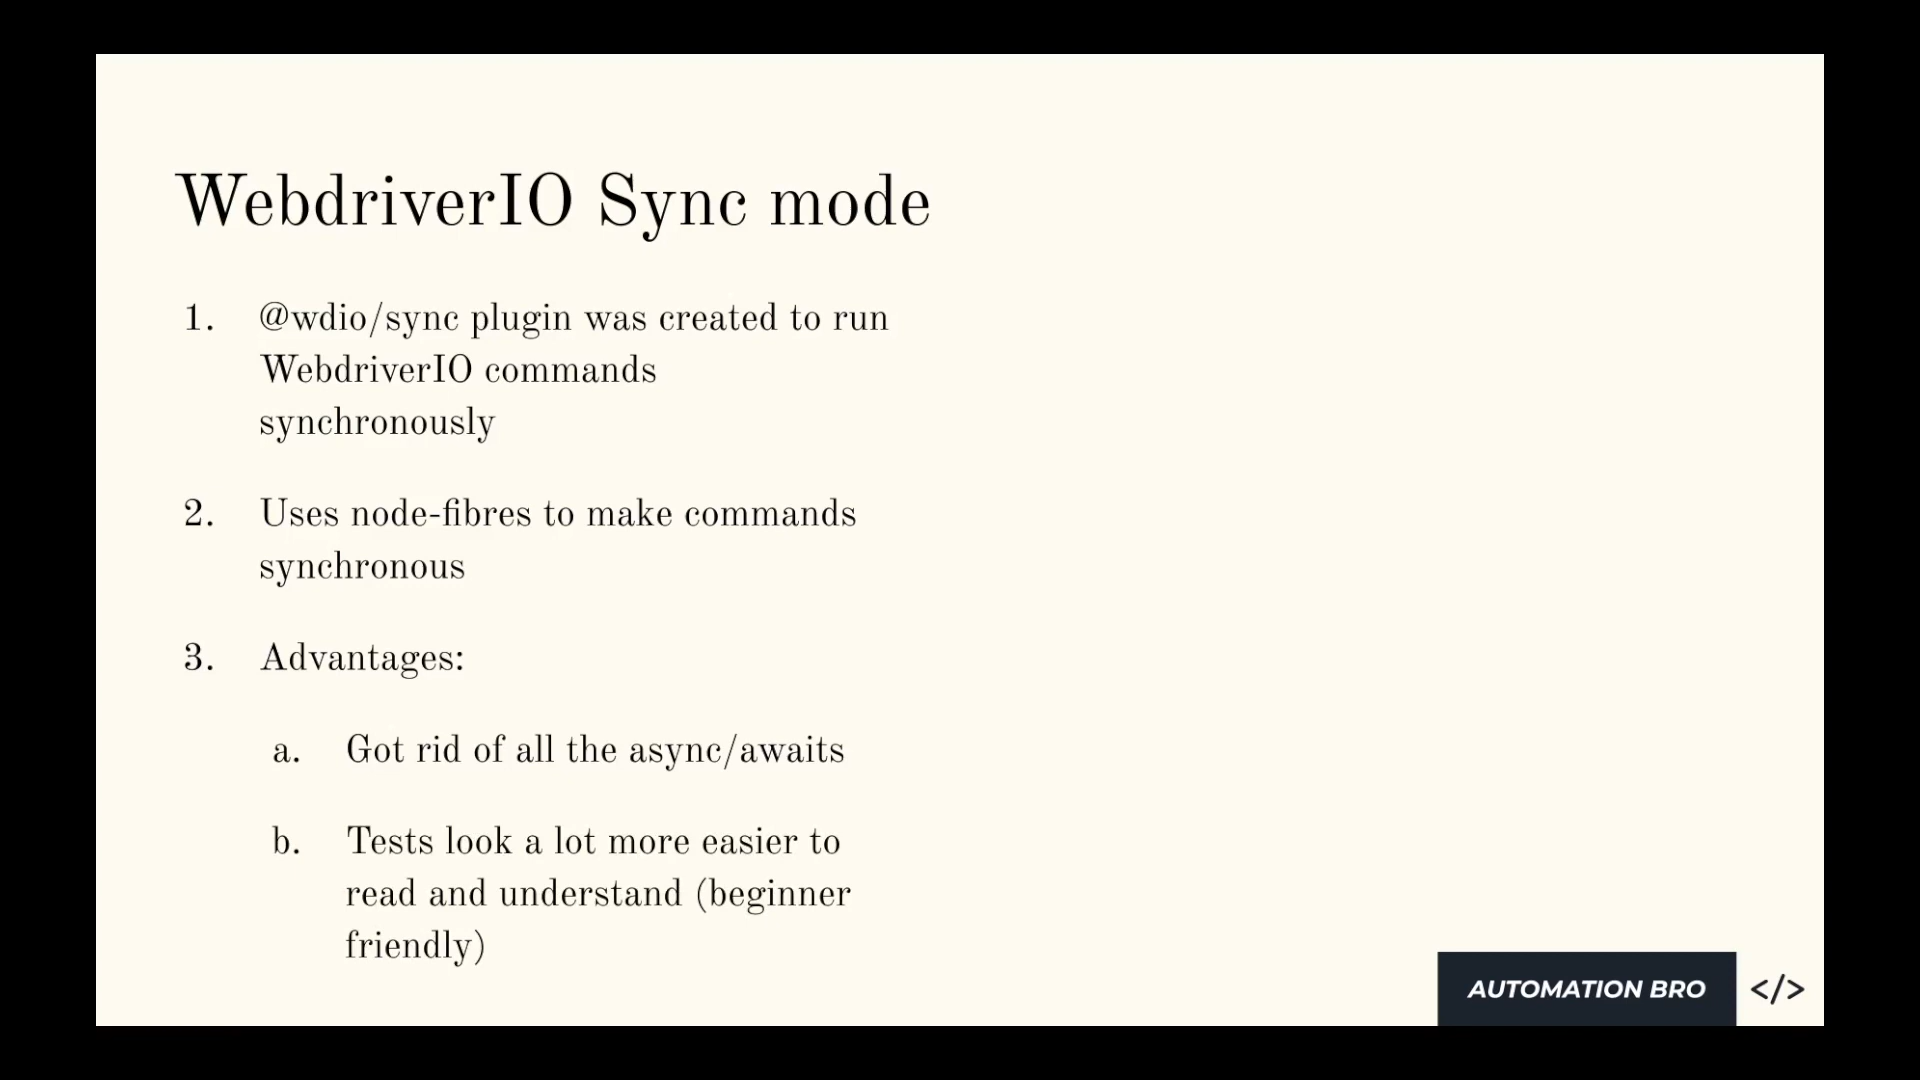 WebdriverIO Sync mode
1. @wdio/sync plugin was created to run
WebdriverIO commands
synchronously
2. Uses node-fibres to make commands
synchronous
3. Advantages:
a. Got rid of all the async/awaits
b. Tests look a lot more easier to
read and understand (beginner
friendly)
AUTOMATION BRO </>